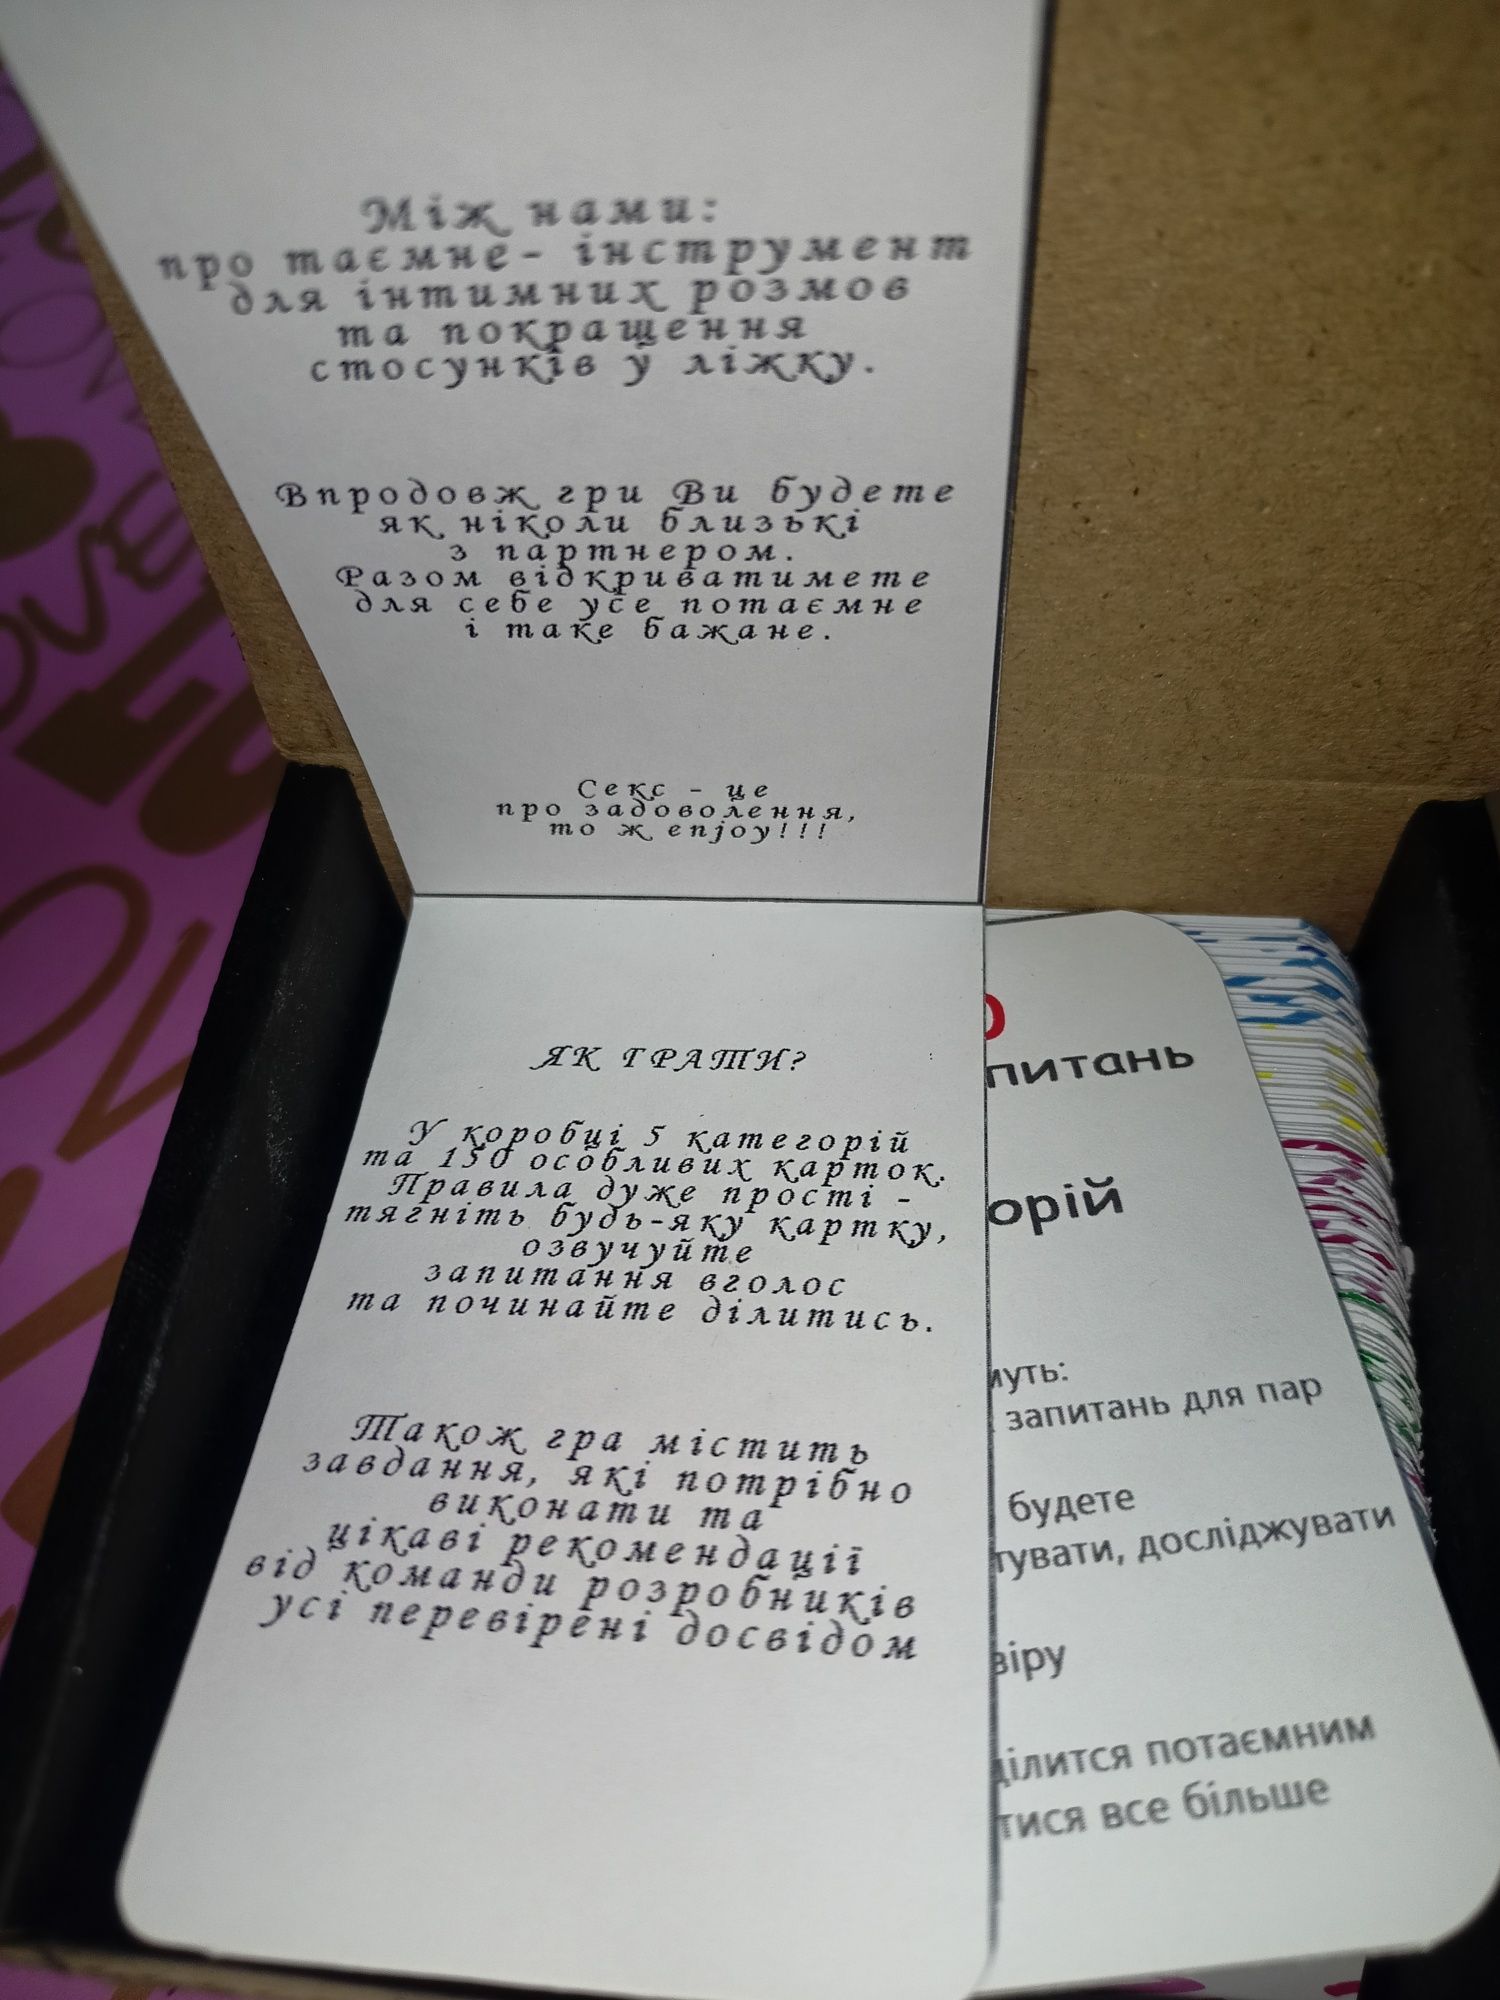 Між нами:
про таємне- інструмент
для інтимних розмов
та покращення
стосунків у ліжку.
Впродовж гри Ви будете
як ніколи близькі
з партнером.
Разом відкриватимете
для себе усе потаємне
і таке бажане.
Секс - це
про задоволення,
то ж enjoy!!!
ЯК ГРАТИ?
У коробці 5 категорій
та 150 особливих карток.
Правила дуже прості -
тягніть будь-яку картку,
озвучуйте
запитання вголос
та починайте ділитись.
Також гра містить
завдання, які потрібно
виконати та
цікаві рекомендації
від команди розробників
усі перевірені досвідом
0
питань
орій
муть:
запитань для пар
будете
тувати, досліджувати
віру
ділится потаємним
тися все більше
LOVE